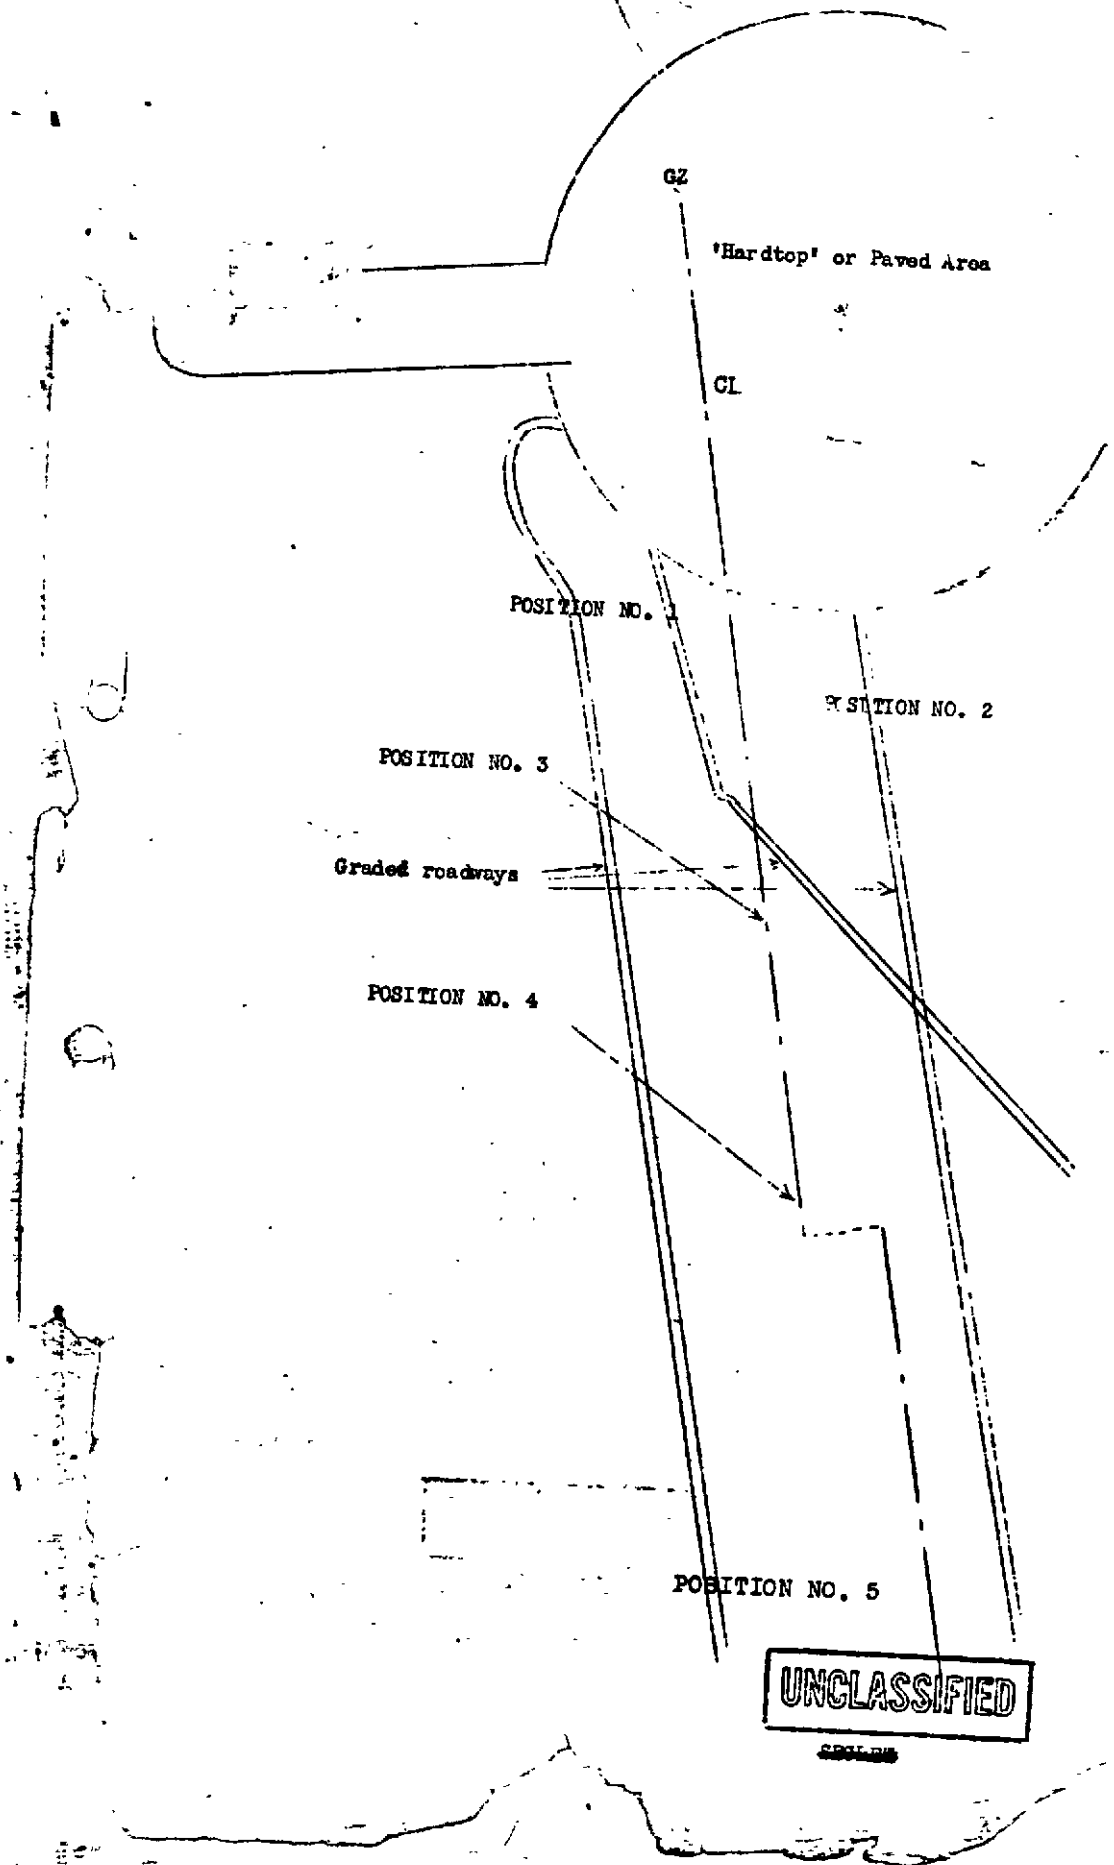 GZ
'Hardtop' or Paved Area
CL
POSITION NO. 1
POSITION NO. 2
POSITION NO. 3
Graded roadways
POSITION NO. 4
POSITION NO. 5
UNCLASSIFIED